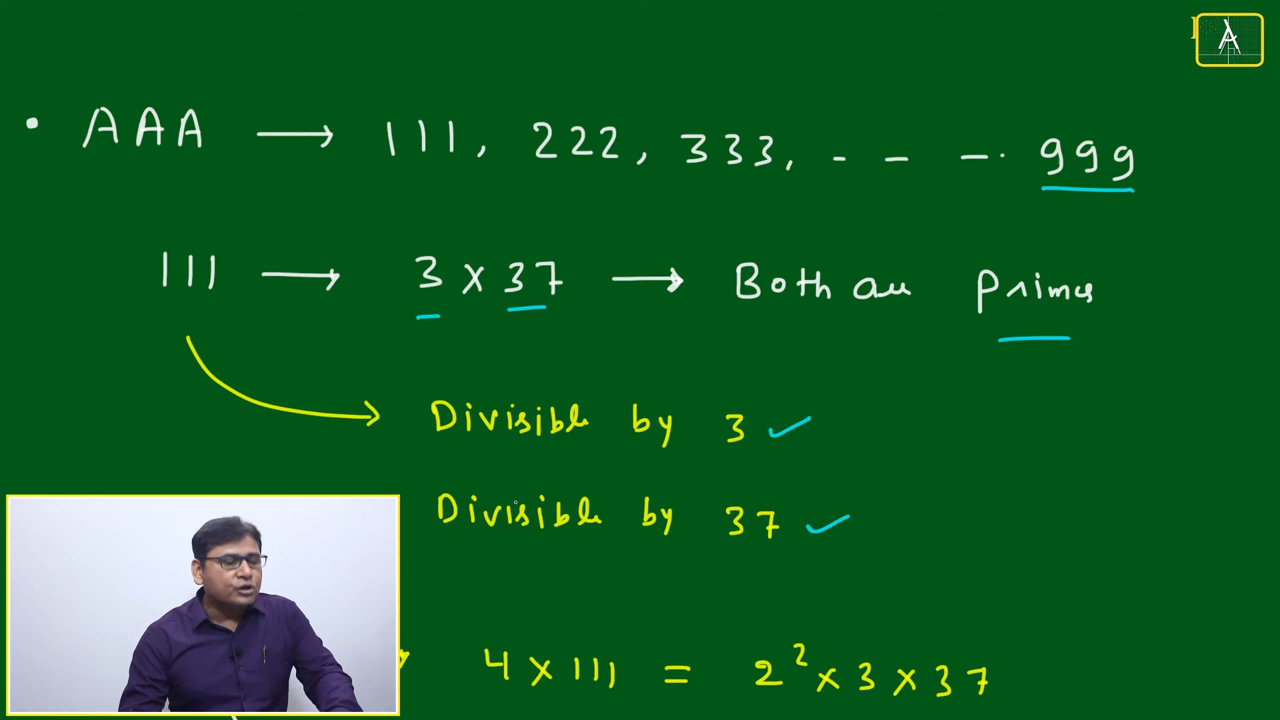 • AAA → 111, 222, 333, - - -. 999
111 → 3 x 37 → Both are Primes
Divisible by 3 ✓
Divisible by 37 ✓
4 x 111 = 2² x 3 x 37
A